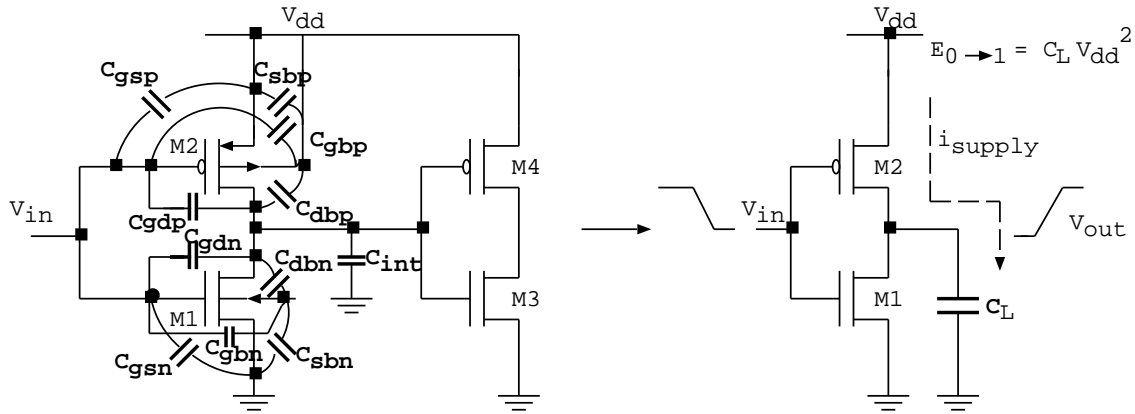 Vdd
Cgsp
Csbp
Cgbp
M2
Cgdp
Cdbp
Vin
Cgdn
Cdbn
Cint
M1
Cgbn
Cgsn
Csbn
M4
M3
Vdd
E0→1 = CL Vdd²
isupply
M2
Vin
Vout
M1
CL